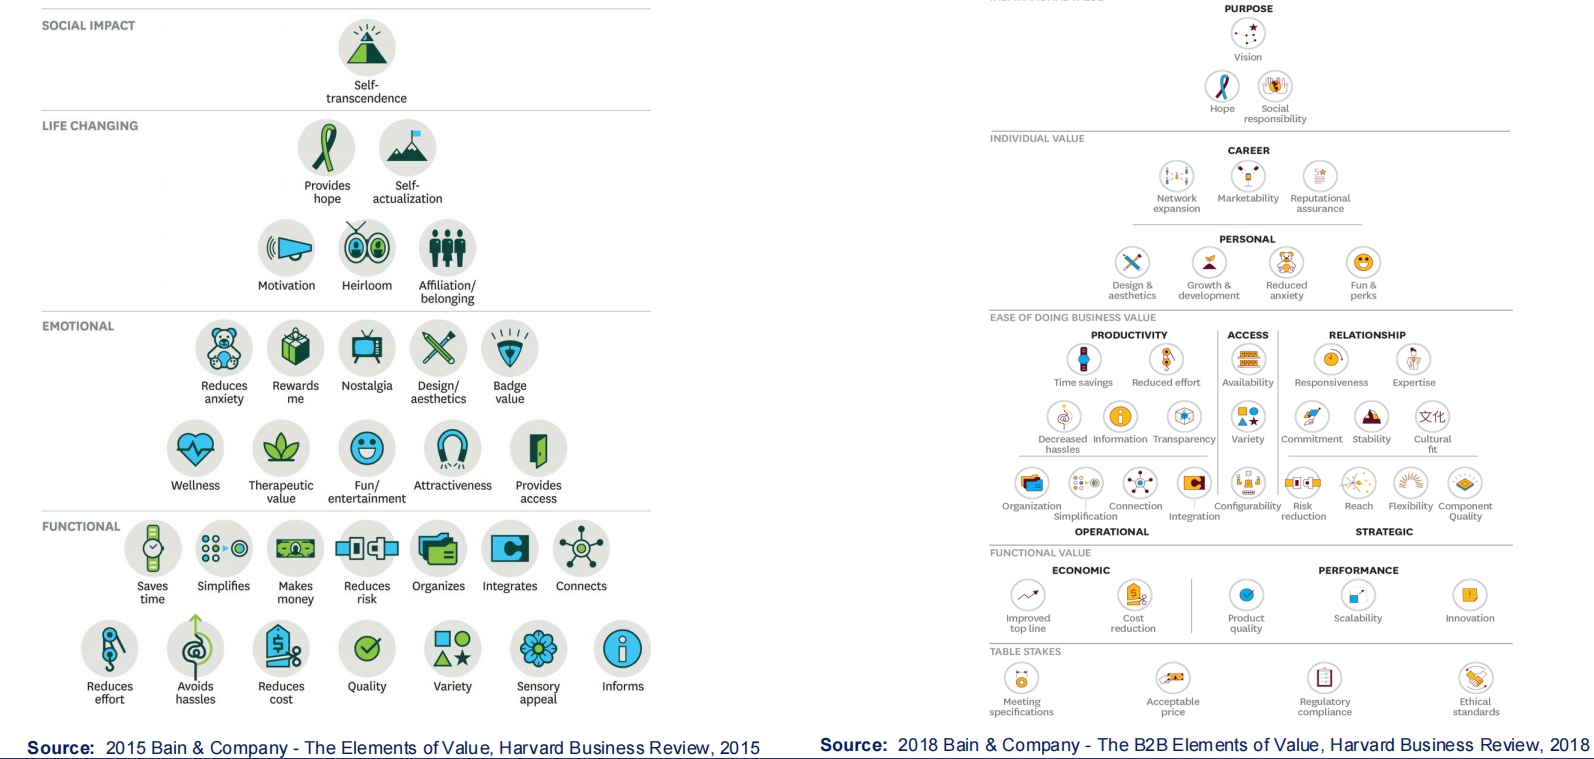 SOCIAL IMPACT
Self-
transcendence
LIFE CHANGING
Provides
hope
Self-
actualization
Motivation
Heirloom
Affiliation/
belonging
EMOTIONAL
Reduces
anxiety
Rewards
me
Nostalgia
Design/
aesthetics
Badge
value
Wellness
Therapeutic
value
Fun/
entertainment
Attractiveness
Provides
access
FUNCTIONAL
Saves
time
Simplifies
Makes
money
Reduces
risk
Organizes
Integrates
Connects
Reduces
effort
Avoids
hassles
$
Reduces
cost
Quality
Variety
Sensory
appeal
i
Informs
Source: 2015 Bain & Company - The Elements of Value, Harvard Business Review, 2015
PURPOSE
Vision
Hope
Social
responsibility
INDIVIDUAL VALUE
CAREER
Network
expansion
Marketability
Reputational
assurance
PERSONAL
Design &
aesthetics
Growth &
development
Reduced
anxiety
Fun &
perks
EASE OF DOING BUSINESS VALUE
PRODUCTIVITY
Time savings
Reduced effort
Decreased
hassles
i
Information
Transparency
Organization
Simplification
Connection
Integration
OPERATIONAL
ACCESS
Availability
Variety
Configurability
RELATIONSHIP
Responsiveness
Expertise
Commitment
Stability
文化
Cultural
fit
Risk
reduction
Reach
Flexibility
Component
Quality
STRATEGIC
FUNCTIONAL VALUE
ECONOMIC
Improved
top line
$
Cost
reduction
PERFORMANCE
Product
quality
Scalability
Innovation
TABLE STAKES
Meeting
specifications
Acceptable
price
Regulatory
compliance
Ethical
standards
Source: 2018 Bain & Company - The B2B Elements of Value, Harvard Business Review, 2018